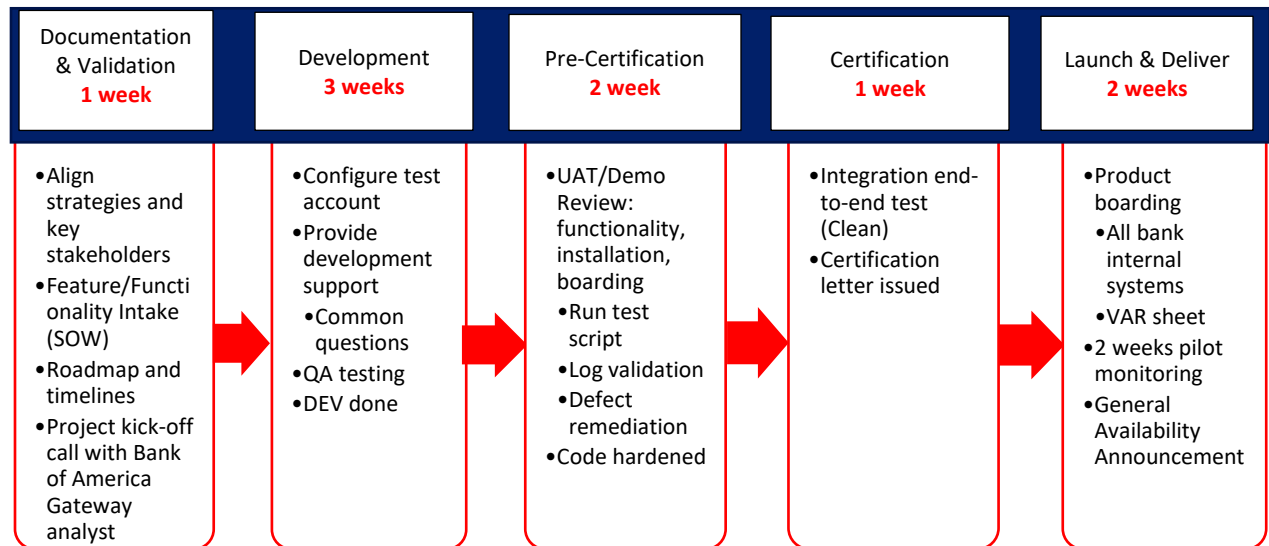 Documentation
& Validation
1 week
Development
3 weeks
Pre-Certification
2 week
Certification
1 week
Launch & Deliver
2 weeks
•Align
strategies and
key
stakeholders
•Feature/Functi
onality Intake
(SOW)
•Roadmap and
timelines
•Project kick-off
call with Bank
of America
Gateway
analyst
•Configure test
account
•Provide
development
support
•Common
questions
•QA testing
•DEV done
•UAT/Demo
Review:
functionality,
installation,
boarding
•Run test
script
•Log validation
•Defect
remediation
•Code hardened
•Integration end-
to-end test
(Clean)
•Certification
letter issued
•Product
boarding
•All bank
internal
systems
•VAR sheet
•2 weeks pilot
monitoring
•General
Availability
Announcement